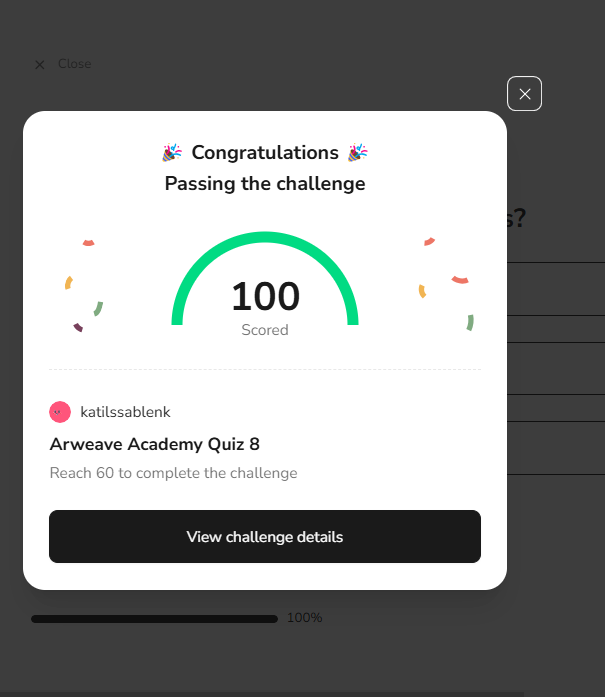 Close
Congratulations
Passing the challenge
s?
100
Scored
katilssablenk
Arweave Academy Quiz 8
Reach 60 to complete the challenge
View challenge details
100%